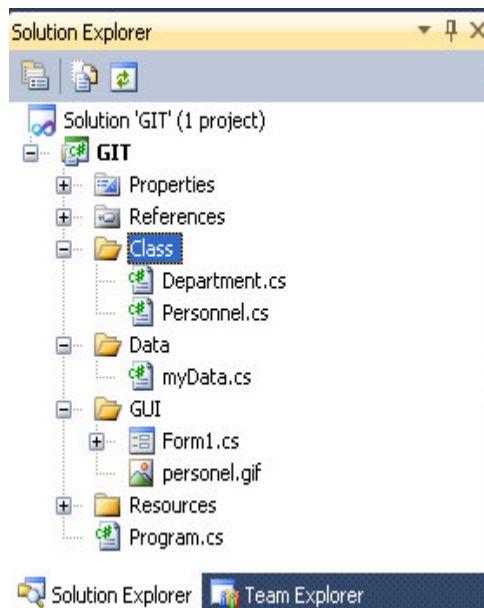 Solution Explorer
Solution 'GIT' (1 project)
GIT
Properties
References
Class
Department.cs
Personnel.cs
Data
myData.cs
GUI
Form1.cs
personel.gif
Resources
Program.cs
Solution Explorer Team Explorer